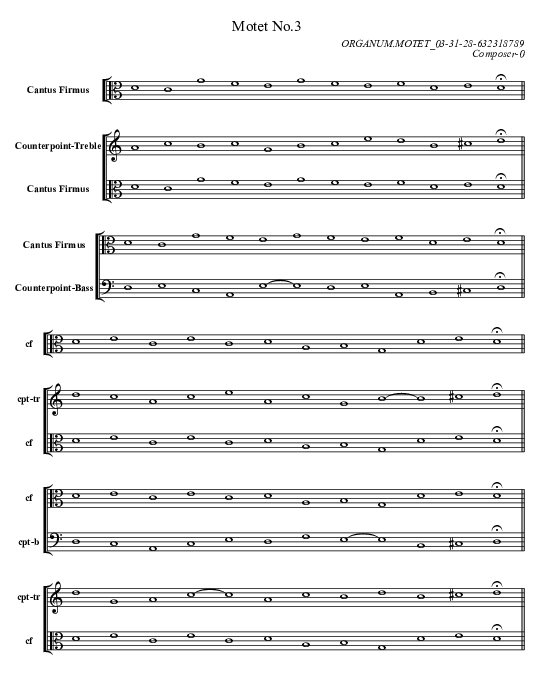 Motet No.3
ORGANUM.MOTET_03-31-28-632318789
Composer-0
Cantus Firmus
Counterpoint-Treble
Cantus Firmus
Cantus Firmus
Counterpoint-Bass
cf
cpt-tr
cf
cf
cpt-b
cpt-tr
cf